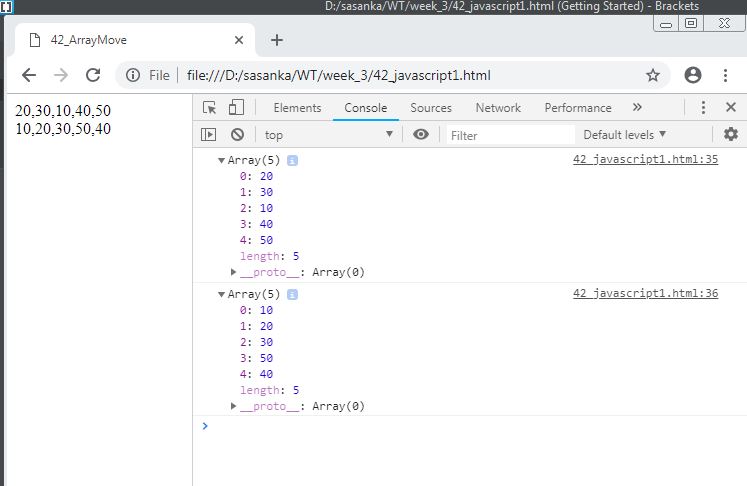 D:/sasanka/WT/week_3/42_javascript1.html (Getting Started) - Brackets
42_ArrayMove
File file:///D:/sasanka/WT/week_3/42_javascript1.html
20,30,10,40,50
10,20,30,50,40
Elements Console Sources Network Performance
top Filter Default levels
Array(5) 42_javascript1.html:35
0: 20
1: 30
2: 10
3: 40
4: 50
length: 5
__proto__: Array(0)
Array(5) 42_javascript1.html:36
0: 10
1: 20
2: 30
3: 50
4: 40
length: 5
__proto__: Array(0)